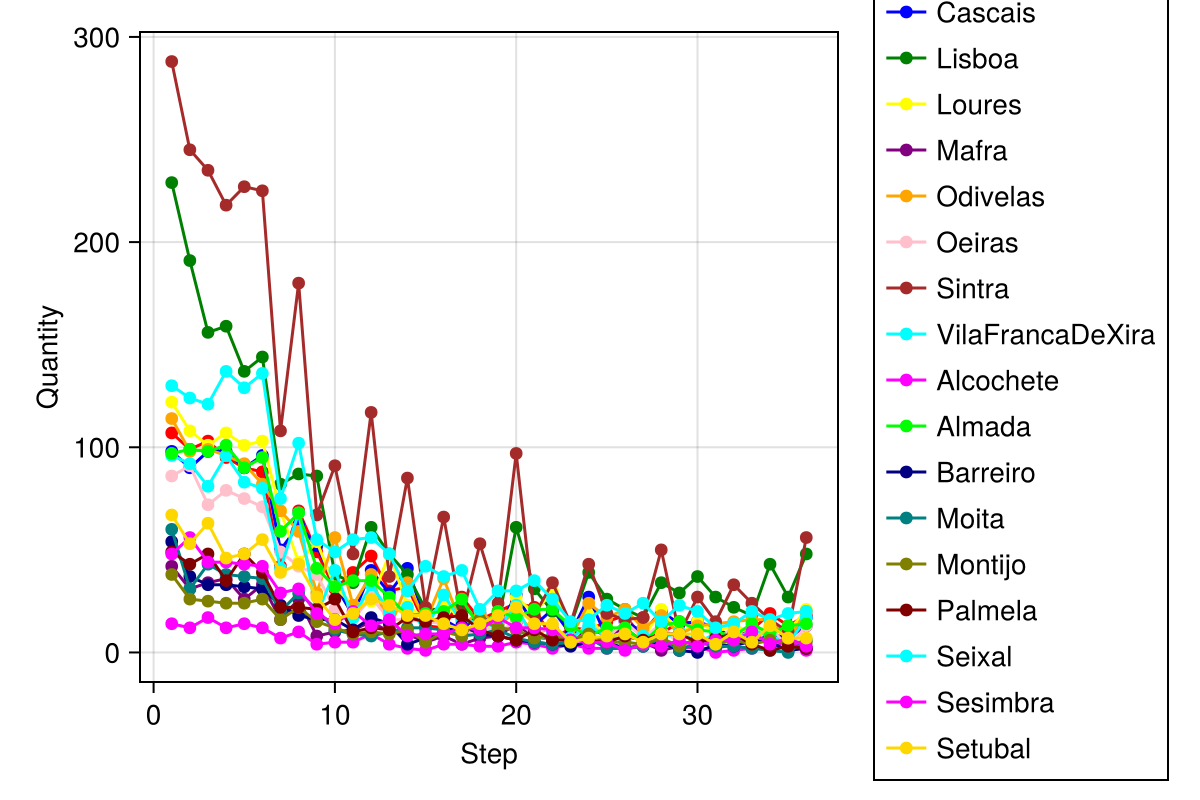 300
200
100
0
0
10
20
30
Quantity
Step
Cascais
Lisboa
Loures
Mafra
Odivelas
Oeiras
Sintra
VilaFrancaDeXira
Alcochete
Almada
Barreiro
Moita
Montijo
Palmela
Seixal
Sesimbra
Setubal